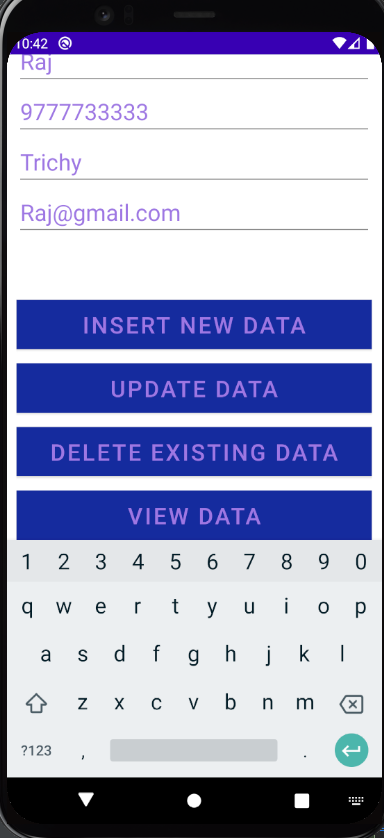 10:42
Raj
9777733333
Trichy
Raj@gmail.com
INSERT NEW DATA
UPDATE DATA
DELETE EXISTING DATA
VIEW DATA
1 2 3 4 5 6 7 8 9 0
q w e r t y u i o p
a s d f g h j k l
z x c v b n m
?123 , .